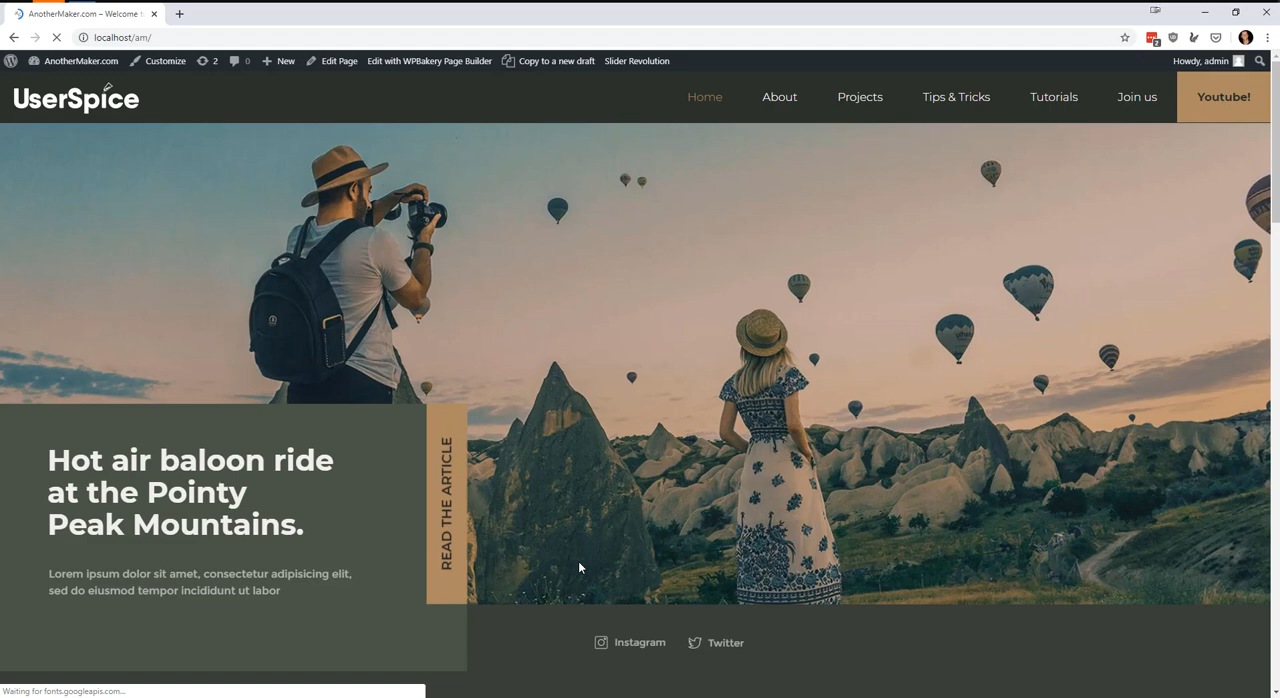 AnotherMaker.com – Welcome t
localhost/am/
2
AnotherMaker.com
Customize
2
0
New
Edit Page
Edit with WPBakery Page Builder
Copy to a new draft
Slider Revolution
Howdy, admin
UserSpice
Home
About
Projects
Tips & Tricks
Tutorials
Join us
Youtube!
Hot air baloon ride
at the Pointy
Peak Mountains.
READ THE ARTICLE
Lorem ipsum dolor sit amet, consectetur adipisicing elit,
sed do eiusmod tempor incididunt ut labor
Instagram
Twitter
Waiting for fonts.googleapis.com...